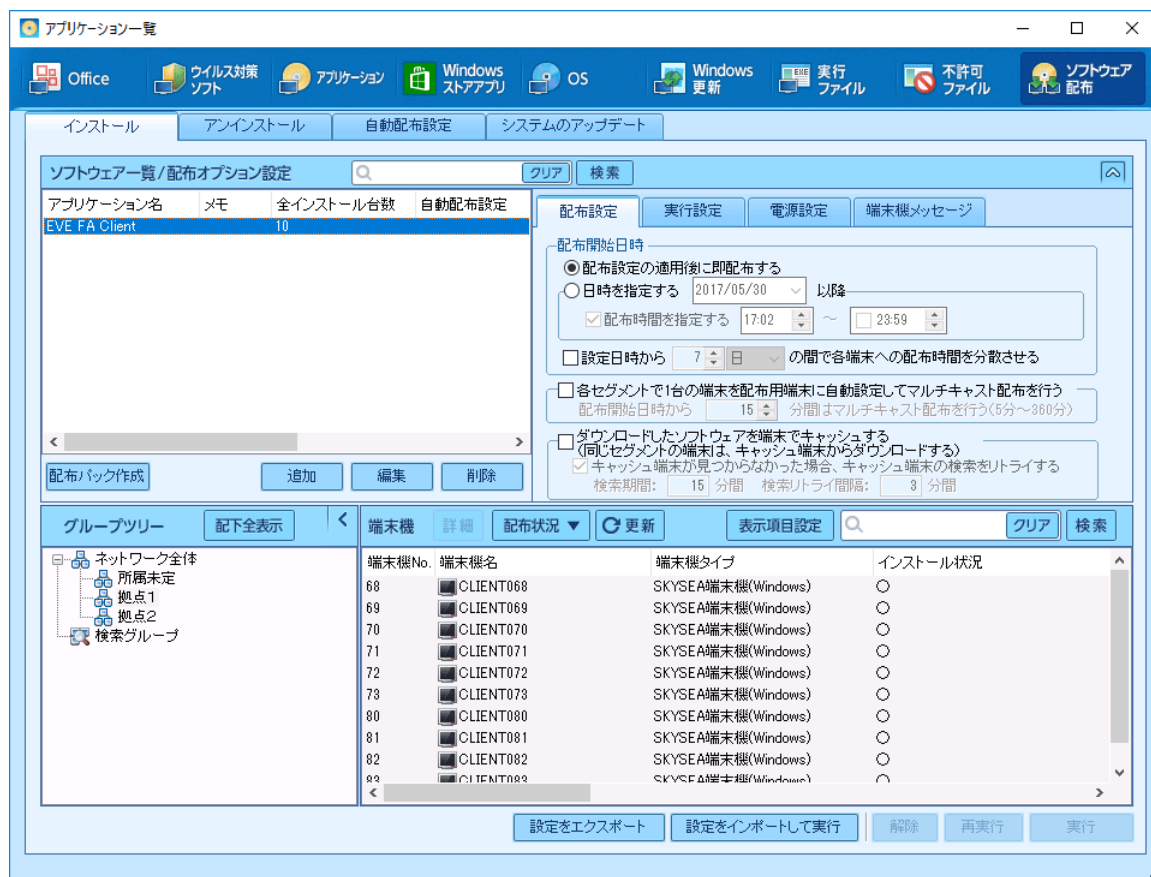 アプリケーション一覧
Office
ウイルス対策
ソフト
アプリケーション
Windows
ストアアプリ
OS
Windows
更新
EXE
実行
ファイル
不許可
ファイル
ソフトウェア
配布
インストール
アンインストール
自動配布設定
システムのアップデート
ソフトウェア一覧/配布オプション設定
クリア
検索
アプリケーション名 メモ 全インストール台数 自動配布設定
EVE FA Client 10
配布パック作成
追加
編集
削除
配布設定
実行設定
電源設定
端末機メッセージ
配布開始日時
配布設定の適用後に即配布する
日時を指定する 2017/05/30 以降
配布時間を指定する 17:02 ～ 23:59
設定日時から 7 日 の間で各端末への配布時間を分散させる
各セグメントで1台の端末を配布用端末に自動設定してマルチキャスト配布を行う
配布開始日時から 15 分間はマルチキャスト配布を行う(5分～360分)
ダウンロードしたソフトウェアを端末でキャッシュする
(同じセグメントの端末は、キャッシュ端末からダウンロードする)
キャッシュ端末が見つからなかった場合、キャッシュ端末の検索をリトライする
検索期間: 15 分間 検索リトライ間隔: 3 分間
グループツリー
配下全表示
ネットワーク全体
所属未定
拠点1
拠点2
検索グループ
端末機
詳細
配布状況 ▼
更新
表示項目設定
クリア
検索
端末機No. 端末機名 端末機タイプ インストール状況
68 CLIENT068 SKYSEA端末機(Windows) ○
69 CLIENT069 SKYSEA端末機(Windows) ○
70 CLIENT070 SKYSEA端末機(Windows) ○
71 CLIENT071 SKYSEA端末機(Windows) ○
72 CLIENT072 SKYSEA端末機(Windows) ○
73 CLIENT073 SKYSEA端末機(Windows) ○
80 CLIENT080 SKYSEA端末機(Windows) ○
81 CLIENT081 SKYSEA端末機(Windows) ○
82 CLIENT082 SKYSEA端末機(Windows) ○
83 CLIENT083 SKYSEA端末機(Windows) ○
設定をエクスポート
設定をインポートして実行
解除
再実行
実行